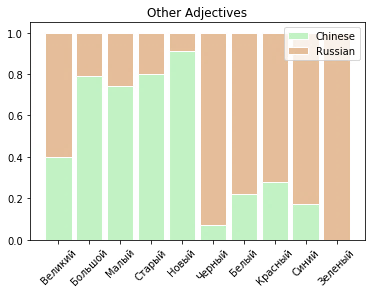 Other Adjectives
Chinese
Russian
1.0
0.8
0.6
0.4
0.2
0.0
Великий
Большой
Малый
Старый
Новый
Черный
Белый
Красный
Синий
Зеленый